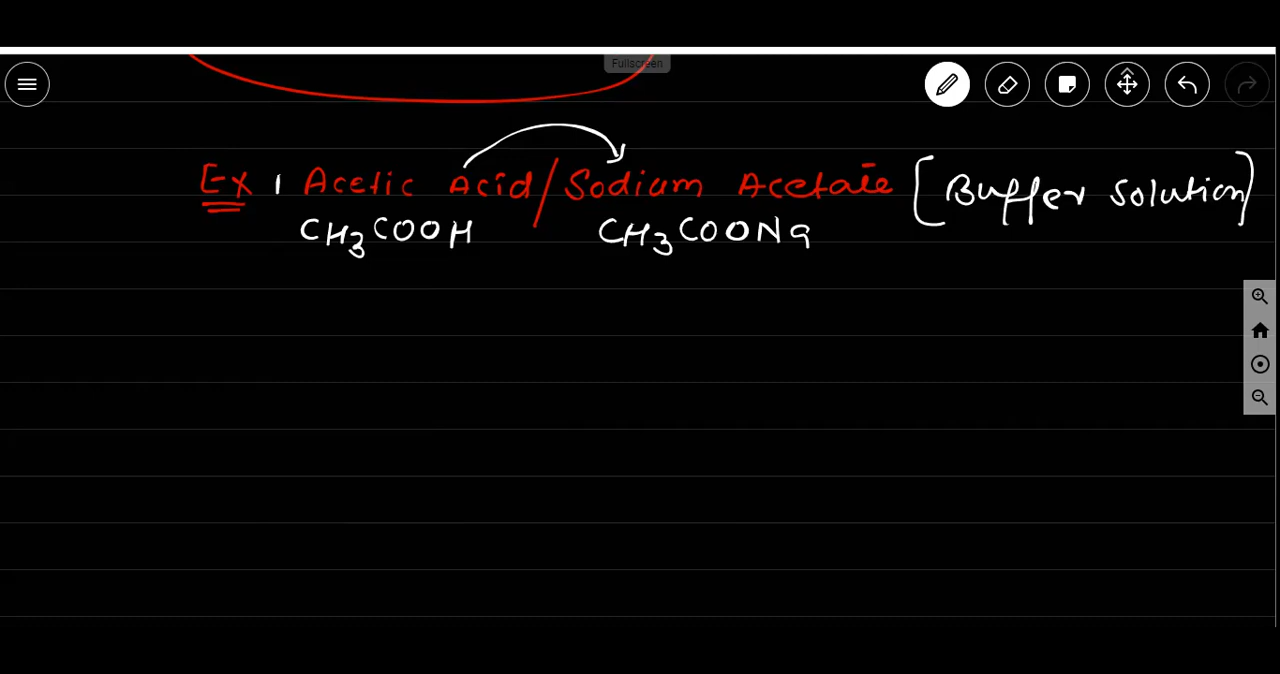 Fullscreen
Ex 1 Acetic Acid/Sodium Acetate [Buffer Solution]
CH3COOH CH3COONa